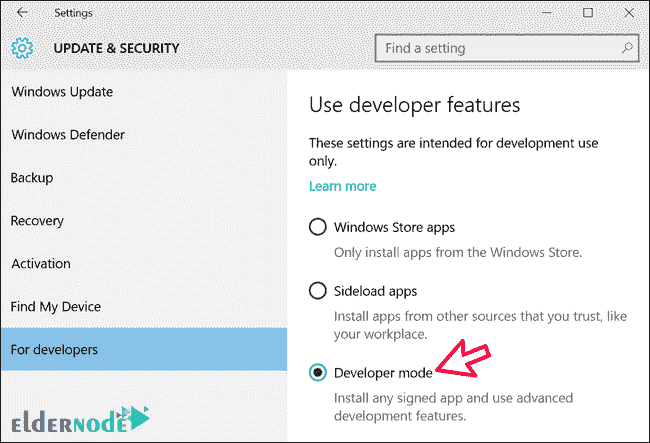 Settings
UPDATE & SECURITY
Find a setting
Windows Update
Windows Defender
Backup
Recovery
Activation
Find My Device
For developers
Use developer features
These settings are intended for development use
only.
Learn more
Windows Store apps
Only install apps from the Windows Store.
Sideload apps
Install apps from other sources that you trust, like
your workplace.
Developer mode
Install any signed app and use advanced
development features.
eldernode